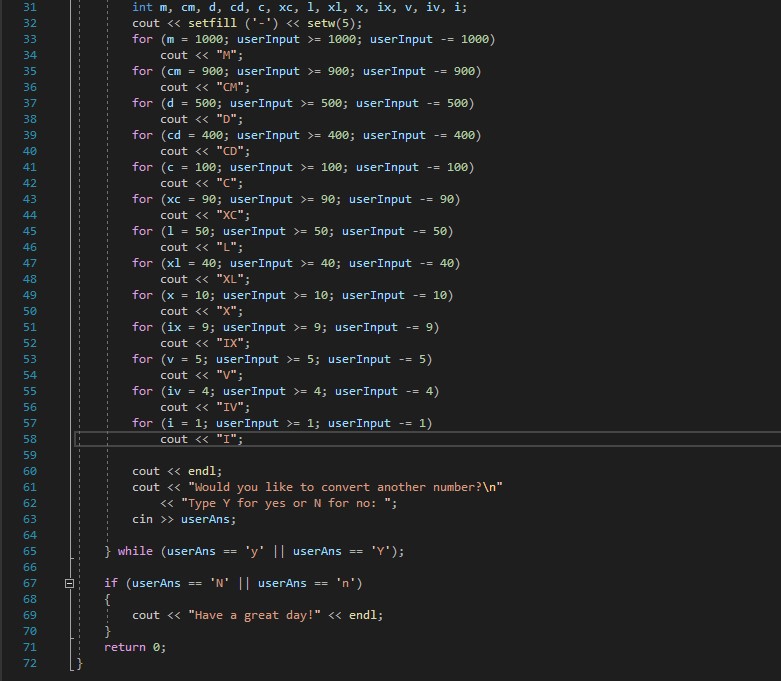 31 int m, cm, d, cd, c, xc, l, xl, x, ix, v, iv, i;
32 cout << setfill ('-') << setw(5);
33 for (m = 1000; userInput >= 1000; userInput -= 1000)
34 cout << "M";
35 for (cm = 900; userInput >= 900; userInput -= 900)
36 cout << "CM";
37 for (d = 500; userInput >= 500; userInput -= 500)
38 cout << "D";
39 for (cd = 400; userInput >= 400; userInput -= 400)
40 cout << "CD";
41 for (c = 100; userInput >= 100; userInput -= 100)
42 cout << "C";
43 for (xc = 90; userInput >= 90; userInput -= 90)
44 cout << "XC";
45 for (l = 50; userInput >= 50; userInput -= 50)
46 cout << "L";
47 for (xl = 40; userInput >= 40; userInput -= 40)
48 cout << "XL";
49 for (x = 10; userInput >= 10; userInput -= 10)
50 cout << "X";
51 for (ix = 9; userInput >= 9; userInput -= 9)
52 cout << "IX";
53 for (v = 5; userInput >= 5; userInput -= 5)
54 cout << "V";
55 for (iv = 4; userInput >= 4; userInput -= 4)
56 cout << "IV";
57 for (i = 1; userInput >= 1; userInput -= 1)
58 cout << "I";
59
60 cout << endl;
61 cout << "Would you like to convert another number?\n"
62 << "Type Y for yes or N for no: ";
63 cin >> userAns;
64
65 } while (userAns == 'y' || userAns == 'Y');
66
67 if (userAns == 'N' || userAns == 'n')
68 {
69 cout << "Have a great day!" << endl;
70 }
71 return 0;
72 }